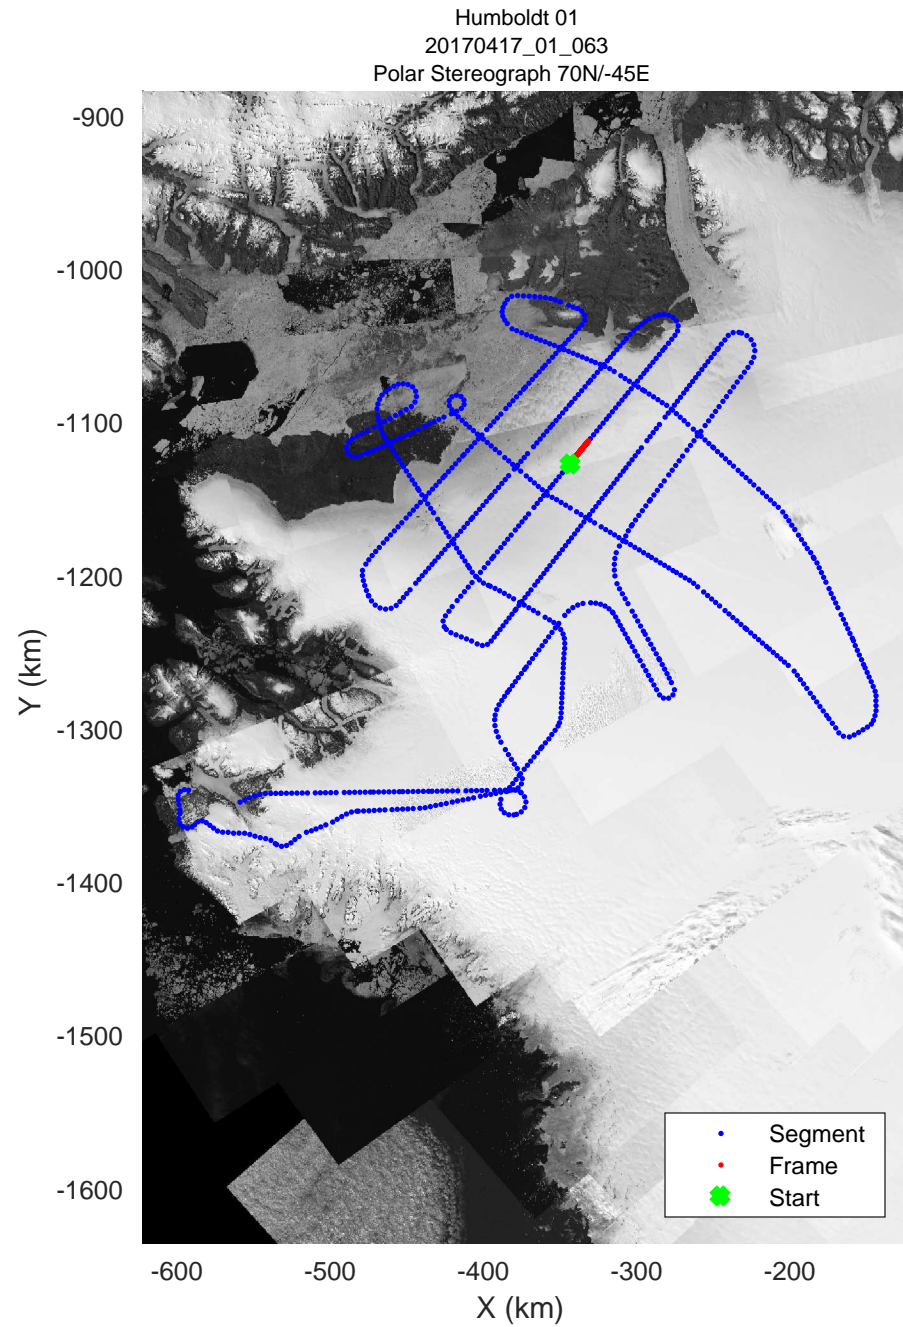 Humboldt 01
20170417_01_063
Polar Stereograph 70N/-45E
-900
-1000
-1100
-1200
-1300
-1400
-1500
-1600
Y (km)
Segment
Frame
Start
-600 -500 -400 -300 -200
X (km)